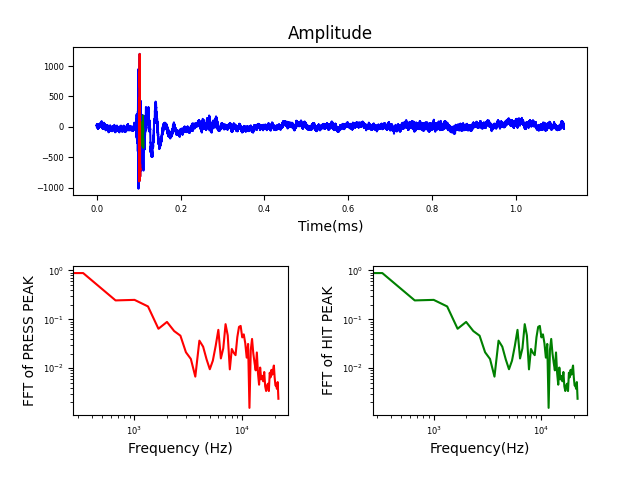 Amplitude
1000
500
0
−500
−1000
0.0 0.2 0.4 0.6 0.8 1.0
Time(ms)
FFT of PRESS PEAK
10⁰
10⁻¹
10⁻²
10³ 10⁴
Frequency (Hz)
FFT of HIT PEAK
10⁰
10⁻¹
10⁻²
10³ 10⁴
Frequency(Hz)